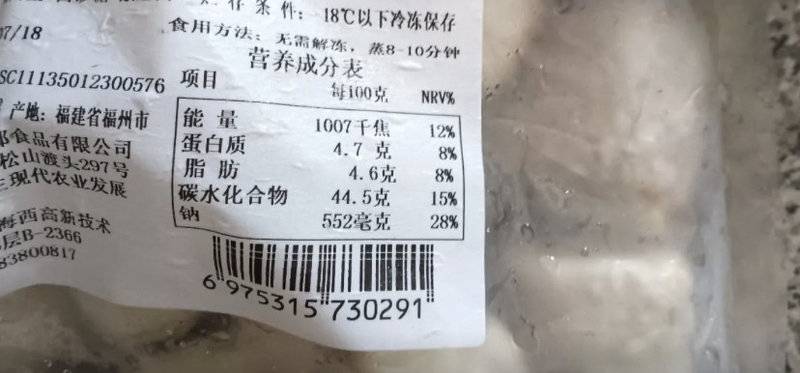 存条件: 18℃以下冷冻保存
07/18
食用方法: 无需解冻, 蒸8-10分钟
营养成分表
SC11135012300576
项目 每100克 NRV%
产地: 福建省福州市
能 量 1007千焦 12%
蛋白质 4.7 克 8%
脂 肪 4.6克 8%
碳水化合物 44.5克 15%
钠 552毫克 28%
食品有限公司
松山渡头297号
现代农业发展
海西高新技术
层B-2366
83800817
6 975315 730291